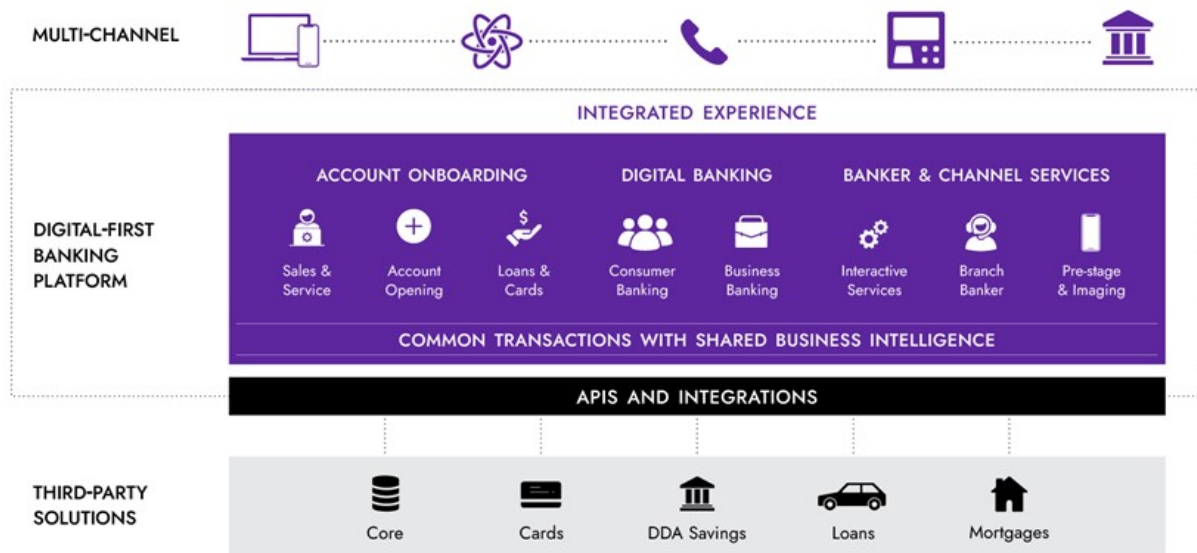 MULTI-CHANNEL
INTEGRATED EXPERIENCE
DIGITAL-FIRST
BANKING
PLATFORM
ACCOUNT ONBOARDING
DIGITAL BANKING
BANKER & CHANNEL SERVICES
$
Sales &
Service
Account
Opening
Loans &
Cards
Consumer
Banking
Business
Banking
Interactive
Services
Branch
Banker
Pre-stage
& Imaging
COMMON TRANSACTIONS WITH SHARED BUSINESS INTELLIGENCE
APIS AND INTEGRATIONS
THIRD-PARTY
SOLUTIONS
Core
Cards
DDA Savings
Loans
Mortgages